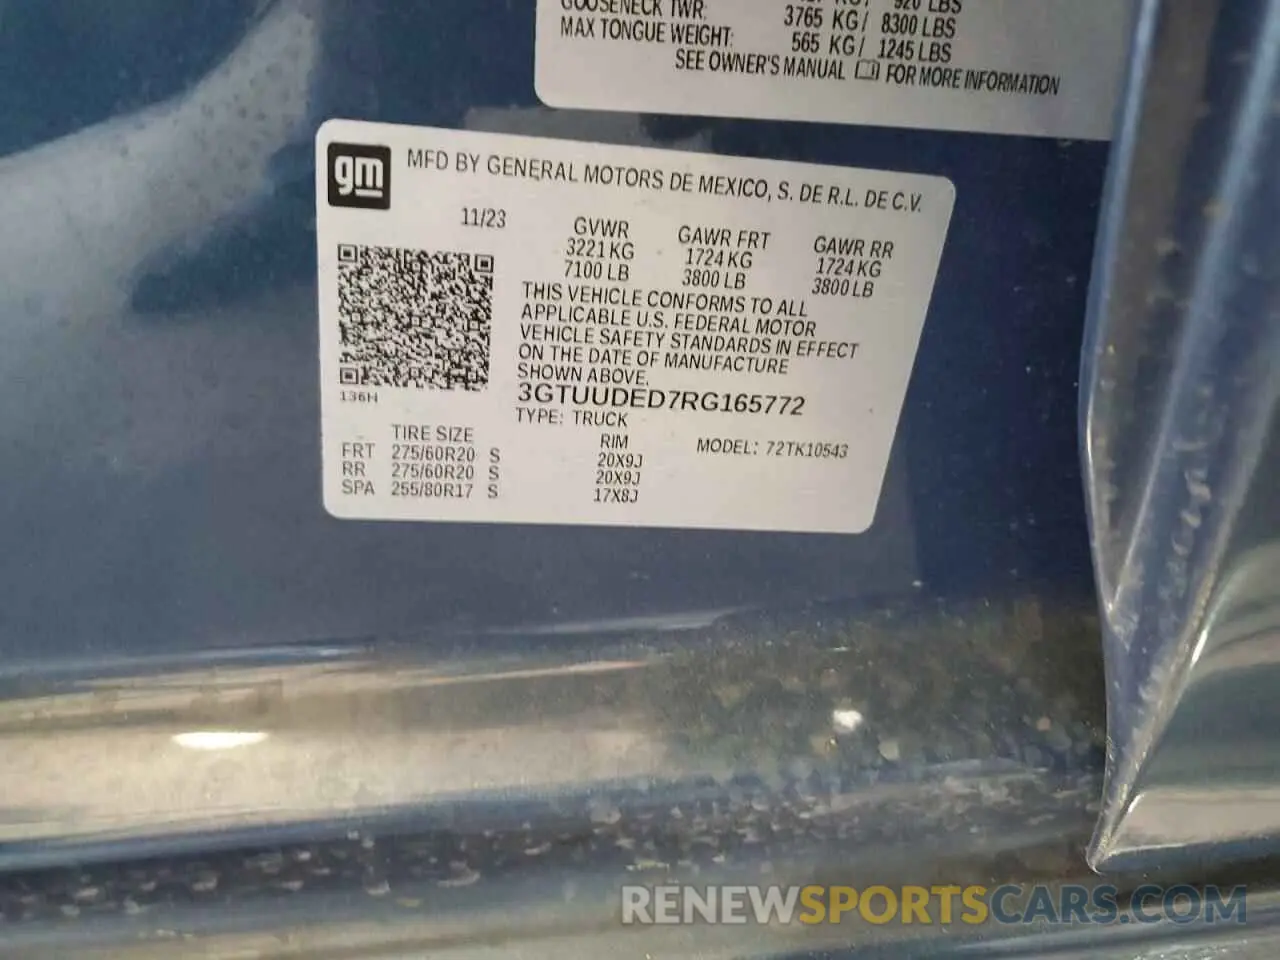 920 LBS
GOOSENECK TWR: 3765 KG/ 8300 LBS
MAX TONGUE WEIGHT: 565 KG/ 1245 LBS
SEE OWNER'S MANUAL FOR MORE INFORMATION
gm
MFD BY GENERAL MOTORS DE MEXICO, S. DE R.L. DE C.V.
11/23 GVWR GAWR FRT GAWR RR
3221 KG 1724 KG 1724 KG
7100 LB 3800 LB 3800 LB
THIS VEHICLE CONFORMS TO ALL
APPLICABLE U.S. FEDERAL MOTOR
VEHICLE SAFETY STANDARDS IN EFFECT
ON THE DATE OF MANUFACTURE
SHOWN ABOVE.
136H
3GTUUDED7RG165772
TYPE: TRUCK
TIRE SIZE RIM MODEL: 72TK10543
FRT 275/60R20 S 20X9J
RR 275/60R20 S 20X9J
SPA 255/80R17 S 17X8J
RENEWSPORTSCARS.COM